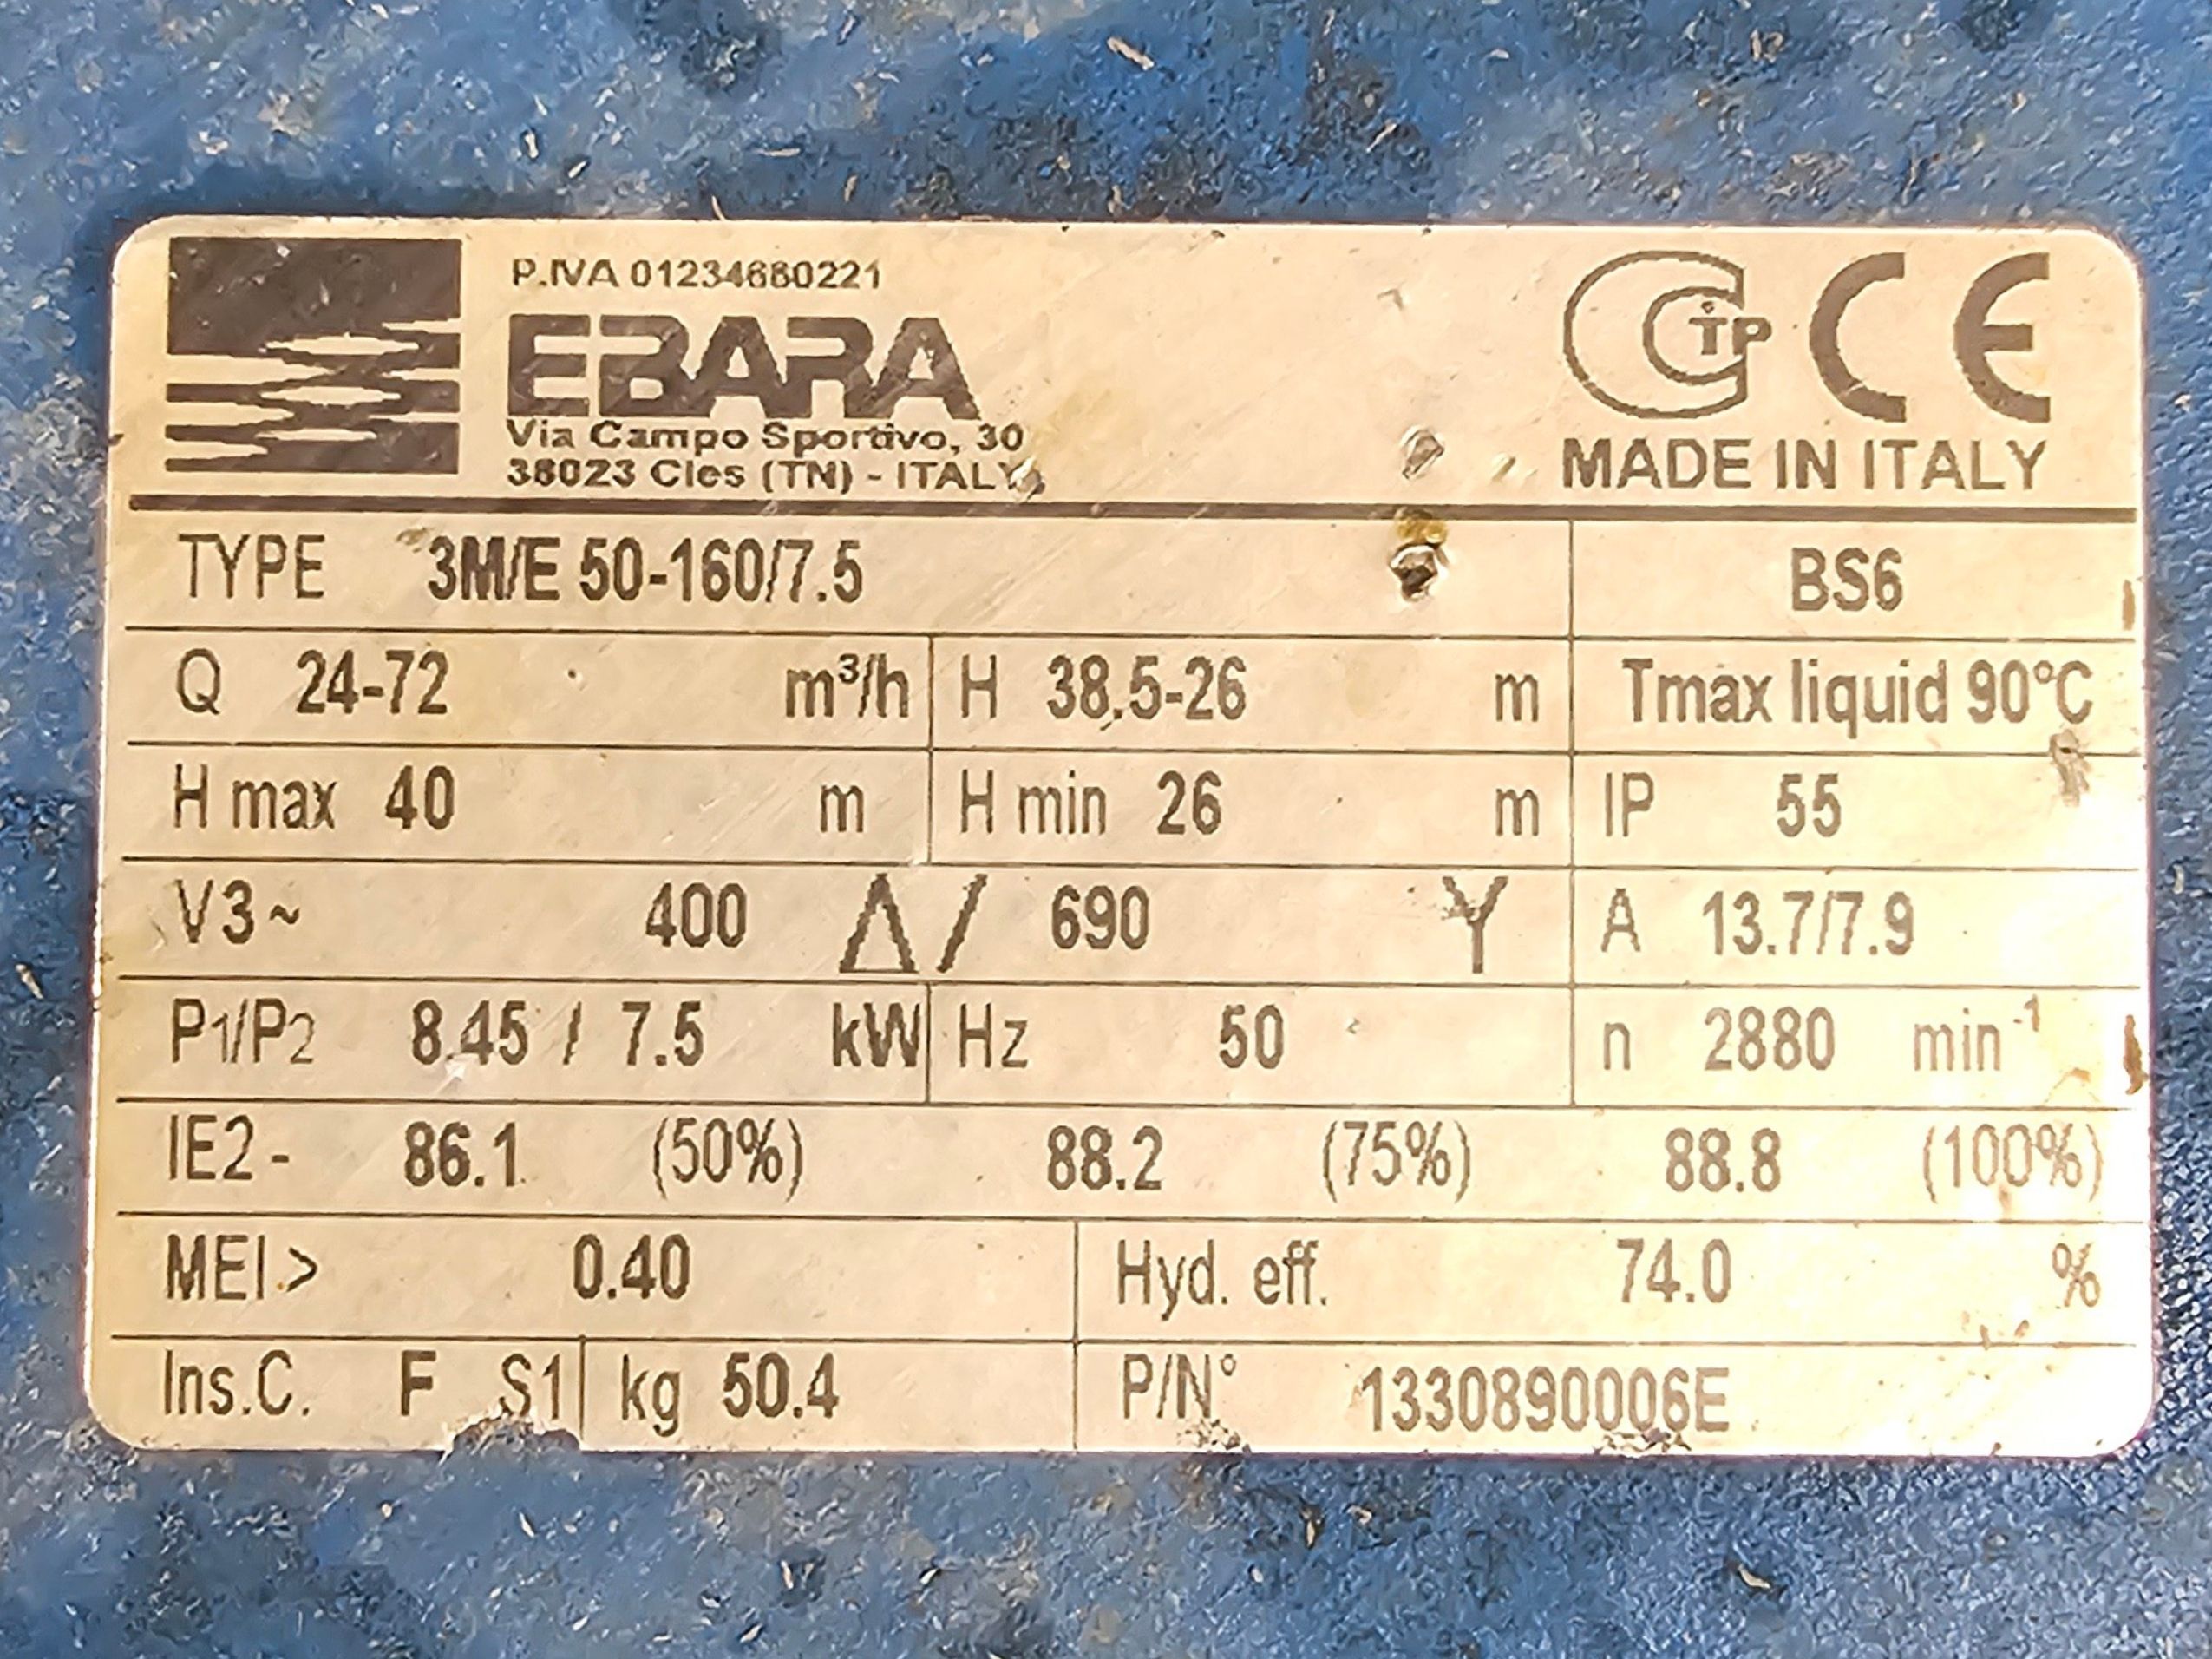 P.IVA 01234660221
EBARA
Via Campo Sportivo, 30
38023 Cles (TN) - ITALY
CE
MADE IN ITALY
TYPE 3M/E 50-160/7.5 BS6
Q 24-72 m³/h H 38.5-26 m Tmax liquid 90°C
H max 40 m H min 26 m IP 55
V3~ 400 Δ/ 690 Y A 13.7/7.9
P1/P2 8.45 / 7.5 kW Hz 50 n 2880 min⁻¹
IE2 - 86.1 (50%) 88.2 (75%) 88.8 (100%)
MEI > 0.40 Hyd. eff. 74.0 %
Ins.C. F S1 kg 50.4 P/N° 1330890006E